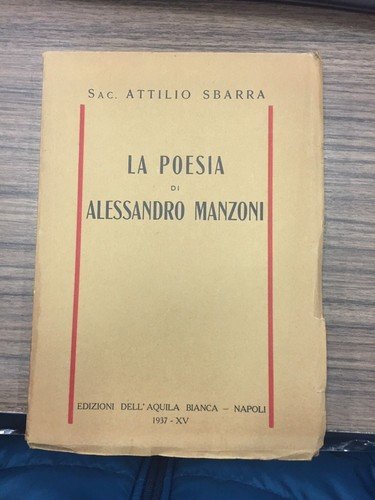 Sac. ATTILIO SBARRA
LA POESIA
DI
ALESSANDRO MANZONI
EDIZIONI DELL'AQUILA BIANCA — NAPOLI
1937 - XV